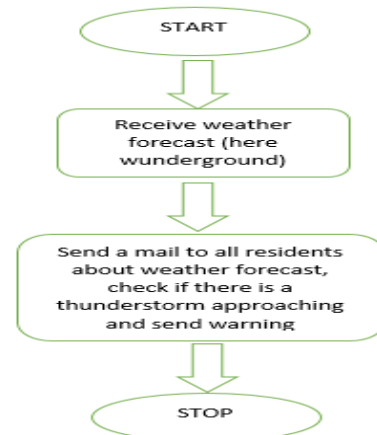 START
Receive weather
forecast (here
wunderground)
Send a mail to all residents
about weather forecast,
check if there is a
thunderstorm approaching
and send warning
STOP